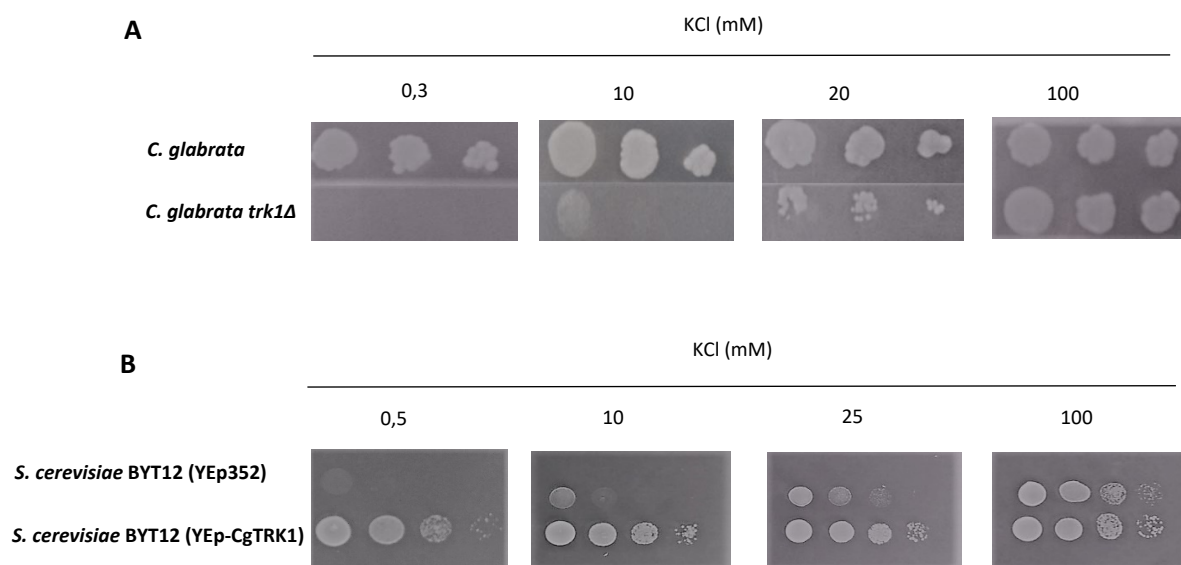 A
KCl (mM)
0,3 10 20 100
C. glabrata
C. glabrata trk1Δ
B
KCl (mM)
0,5 10 25 100
S. cerevisiae BYT12 (YEp352)
S. cerevisiae BYT12 (YEp-CgTRK1)